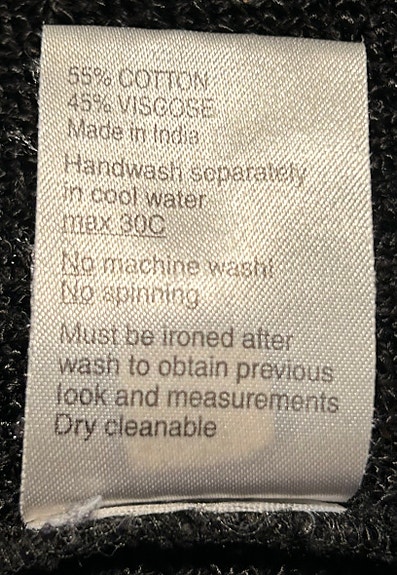 55% COTTON
45% VISCOSE
Made in India
Handwash separately
in cool water
max 30C
No machine wash!
No spinning
Must be ironed after
wash to obtain previous
look and measurements
Dry cleanable